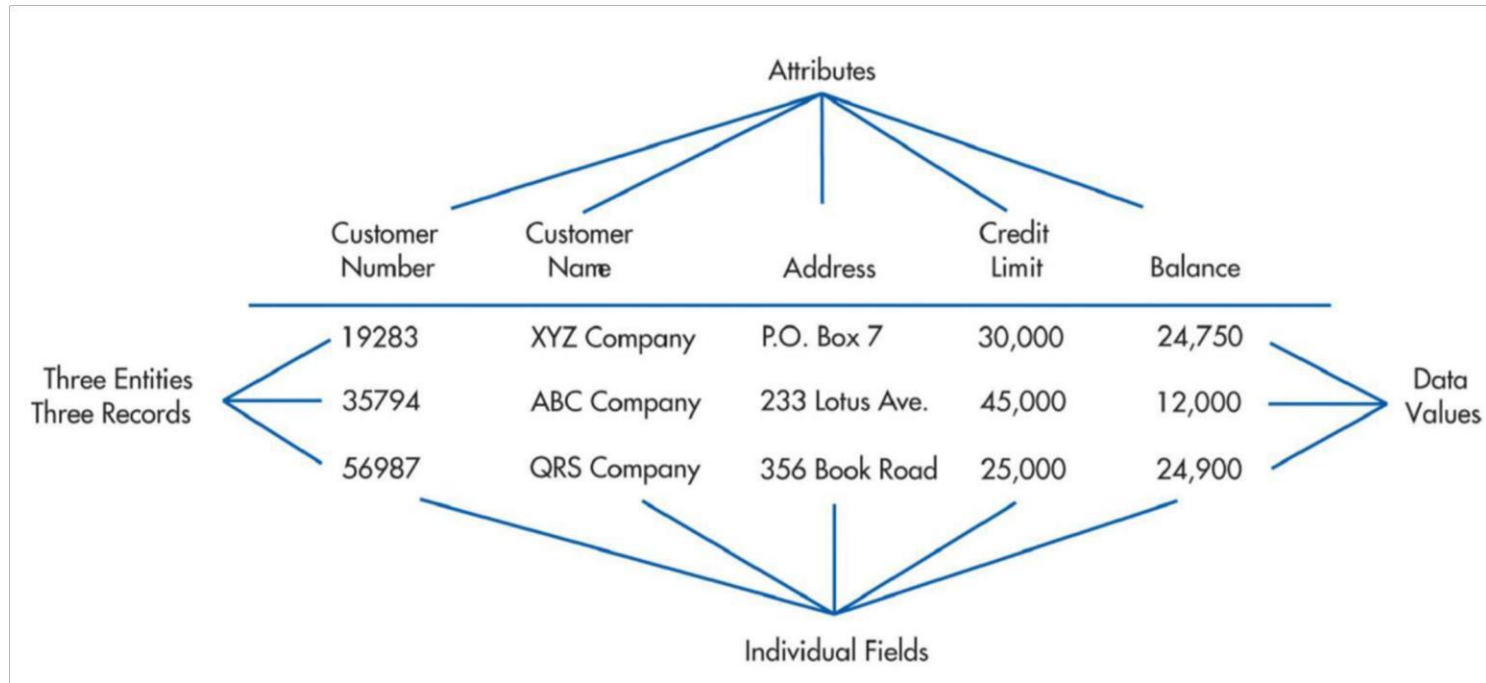 Attributes
Customer Number
Customer Name
Address
Credit Limit
Balance
19283 XYZ Company P.O. Box 7 30,000 24,750
Three Entities
Three Records
35794 ABC Company 233 Lotus Ave. 45,000 12,000
Data
Values
56987 QRS Company 356 Book Road 25,000 24,900
Individual Fields